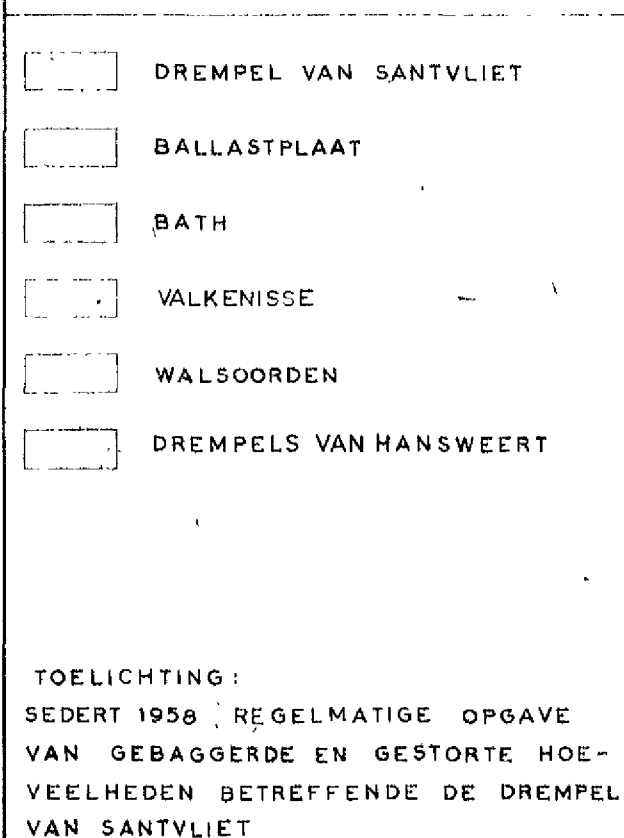 DREMPEL VAN SANTVLIET
BALLASTPLAAT
BATH
VALKENISSE
WALSOORDEN
DREMPELS VAN HANSWEERT
TOELICHTING:
SEDERT 1958 REGELMATIGE OPGAVE
VAN GEBAGGERDE EN GESTORTE HOE-
VEELHEDEN BETREFFENDE DE DREMPEL
VAN SANTVLIET